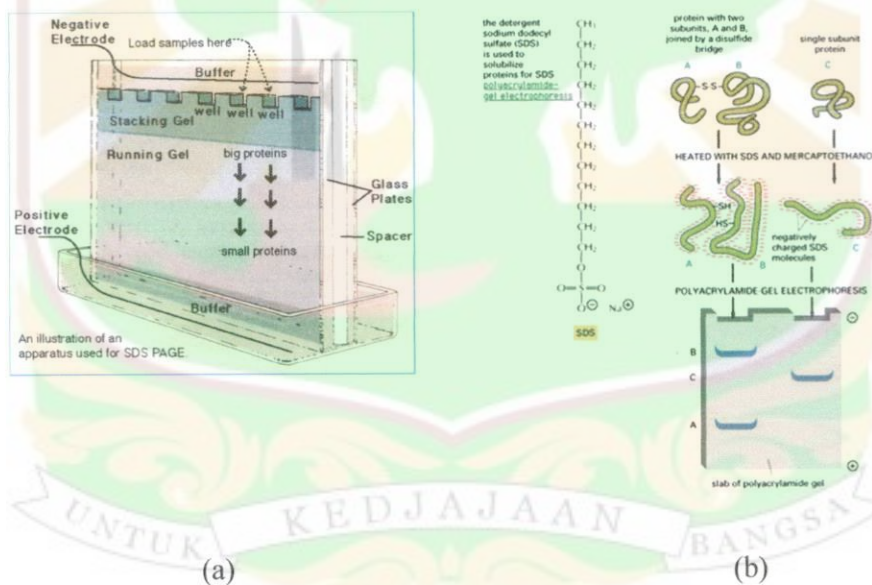 Negative
Electrode
Load samples here
Buffer
well well well
Stacking Gel
Running Gel
big proteins
Glass
Plates
Positive
Electrode
Spacer
small proteins
Buffer
An illustration of an
apparatus used for SDS PAGE.
the detergent
sodium dodecyl
sulfate (SDS)
is used to
solubilize
proteins for SDS
polyacrylamide-
gel electrophoresis
CH₃
CH₂
CH₂
CH₂
CH₂
CH₂
CH₂
CH₂
CH₂
CH₂
CH₂
CH₂
O
O=S=O
O⊖ Na⊕
SDS
protein with two
subunits, A and B,
joined by a disulfide
bridge
single subunit
protein
A B C
S-S
HEATED WITH SDS AND MERCAPTOETHANO
SH
HS
negatively
charged SDS
molecules
A B C
POLYACRYLAMIDE-GEL ELECTROPHORESIS
⊖
B
C
A
⊕
slab of polyacrylamide gel
UNTUK KEDJAJAAN BANGSA
(a) (b)